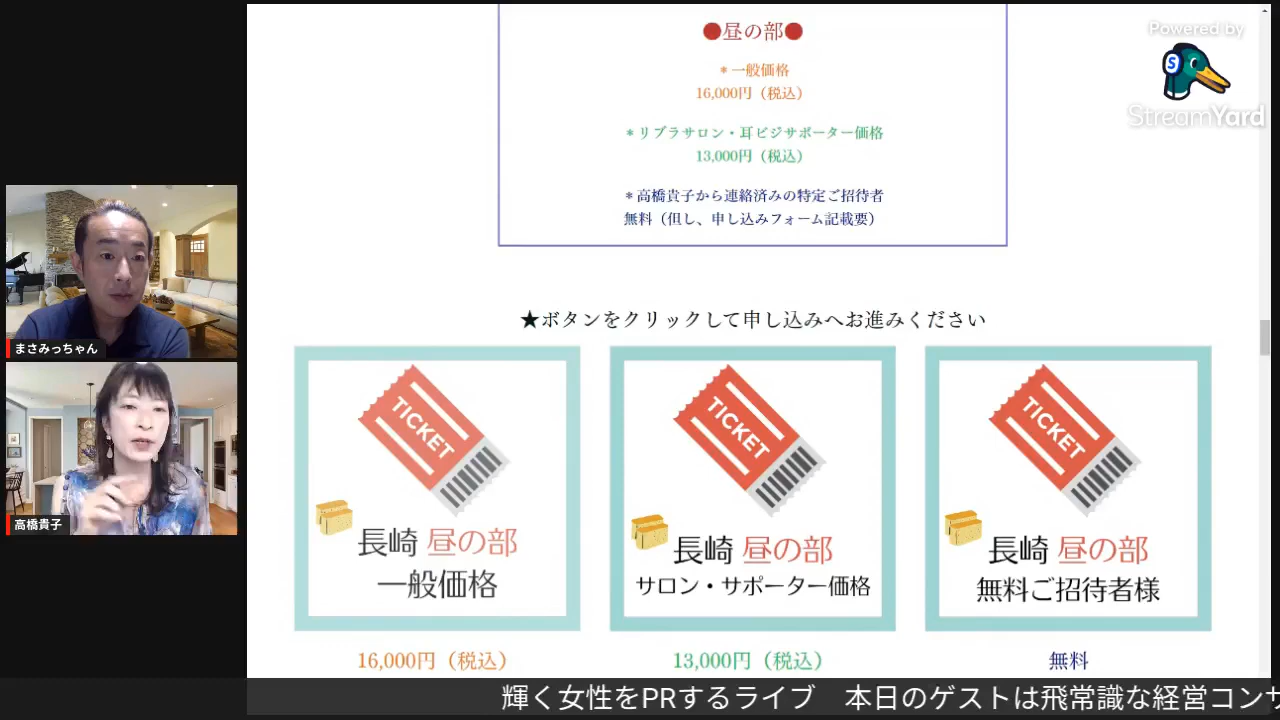 ●昼の部●
＊一般価格
16,000円（税込）
＊リブラサロン・耳ビジサポーター価格
13,000円（税込）
＊高橋貴子から連絡済みの特定ご招待者
無料（但し、申し込みフォーム記載要）
Powered by
S
StreamYard
★ボタンをクリックして申し込みへお進みください
まさみっちゃん
高橋貴子
TICKET
長崎 昼の部
一般価格
16,000円（税込）
TICKET
長崎 昼の部
サロン・サポーター価格
13,000円（税込）
TICKET
長崎 昼の部
無料ご招待者様
無料
輝く女性をPRするライブ　本日のゲストは飛常識な経営コンサ